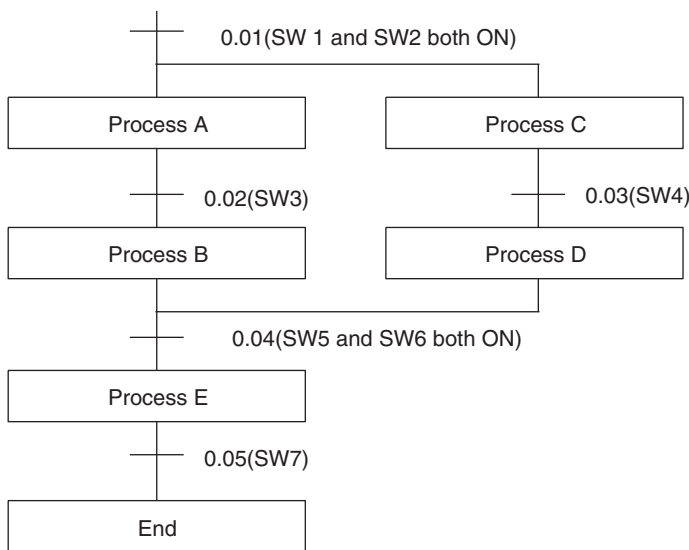 0.01(SW 1 and SW2 both ON)
Process A
Process C
0.02(SW3)
0.03(SW4)
Process B
Process D
0.04(SW5 and SW6 both ON)
Process E
0.05(SW7)
End